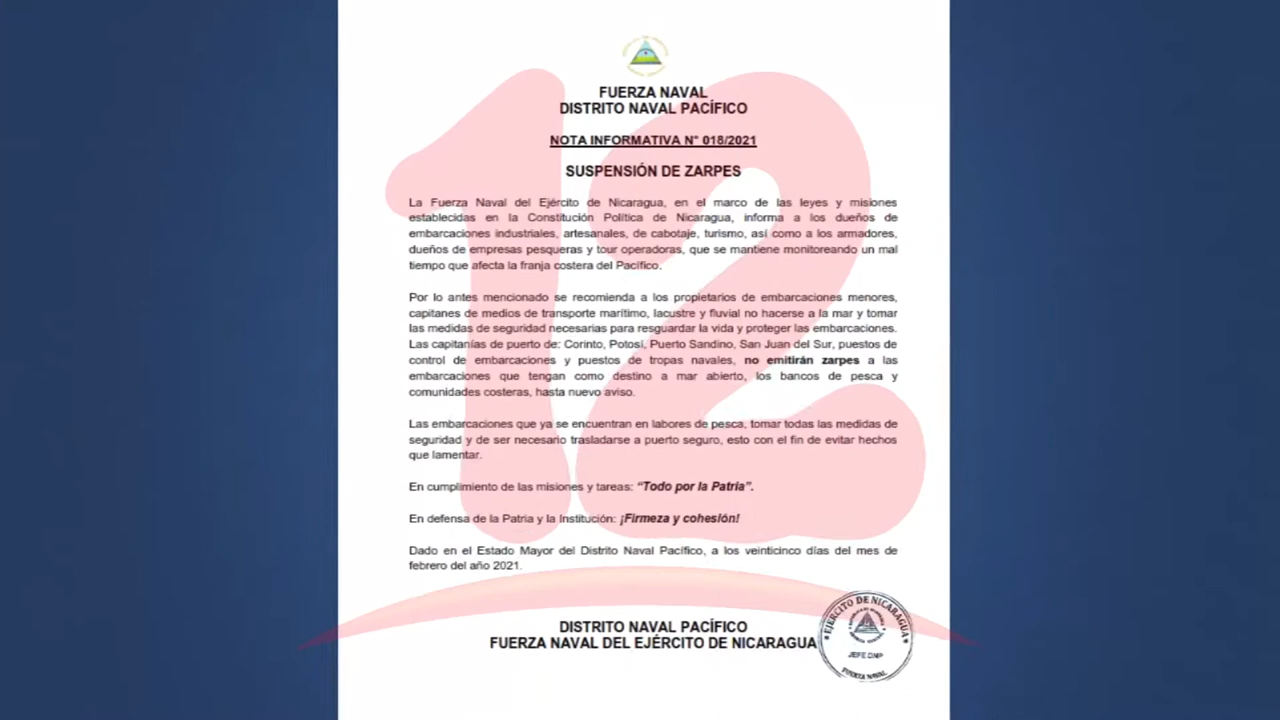 FUERZA NAVAL
DISTRITO NAVAL PACÍFICO
NOTA INFORMATIVA N° 018/2021
SUSPENSIÓN DE ZARPES
La Fuerza Naval del Ejército de Nicaragua, en el marco de las leyes y misiones
establecidas en la Constitución Política de Nicaragua, informa a los dueños de
embarcaciones industriales, artesanales, de cabotaje, turismo, así como a los armadores,
dueños de empresas pesqueras y tour operadoras, que se mantiene monitoreando un mal
tiempo que afecta la franja costera del Pacífico.
Por lo antes mencionado se recomienda a los propietarios de embarcaciones menores,
capitanes de medios de transporte marítimo, lacustre y fluvial no hacerse a la mar y tomar
las medidas de seguridad necesarias para resguardar la vida y proteger las embarcaciones.
Las capitanías de puerto de: Corinto, Potosí, Puerto Sandino, San Juan del Sur, puestos de
control de embarcaciones y puestos de tropas navales, no emitirán zarpes a las
embarcaciones que tengan como destino a mar abierto, los bancos de pesca y
comunidades costeras, hasta nuevo aviso.
Las embarcaciones que ya se encuentran en labores de pesca, tomar todas las medidas de
seguridad y de ser necesario trasladarse a puerto seguro, esto con el fin de evitar hechos
que lamentar.
En cumplimiento de las misiones y tareas: “Todo por la Patria”.
En defensa de la Patria y la Institución: ¡Firmeza y cohesión!
Dado en el Estado Mayor del Distrito Naval Pacífico, a los veinticinco días del mes de
febrero del año 2021.
DISTRITO NAVAL PACÍFICO
FUERZA NAVAL DEL EJÉRCITO DE NICARAGUA
EJÉRCITO DE NICARAGUA
JEFE DNP
FUERZA NAVAL
12